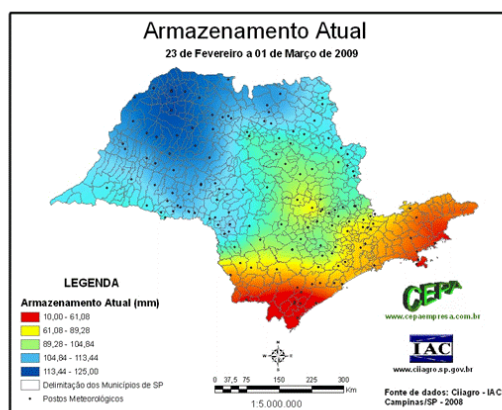 Armazenamento Atual
23 de Fevereiro a 01 de Março de 2009
LEGENDA
Armazenamento Atual (mm)
10,00 - 61,08
61,08 - 89,28
89,28 - 104,84
104,84 - 113,44
113,44 - 125,00
Delimitação dos Municípios de SP
Postos Meteorológicos
CEPA
www.cepaempresa.com.br
IAC
www.ciiagro.sp.gov.br
0 37,5 75 150 225 300
Km
1:5.000.000
Fonte de dados: Ciiagro - IAC
Campinas/SP - 2008